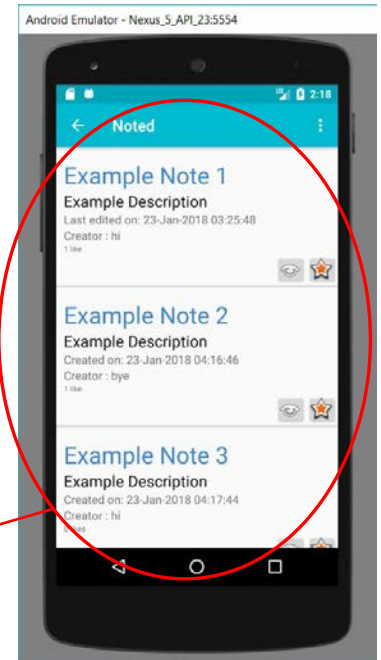 Android Emulator - Nexus_5_API_23:5554
2:18
Noted
Example Note 1
Example Description
Last edited on: 23-Jan-2018 03:25:48
Creator : hi
1 like
Example Note 2
Example Description
Created on: 23-Jan-2018 04:16:46
Creator : bye
1 like
Example Note 3
Example Description
Created on: 23-Jan-2018 04:17:44
Creator : hi
0 likes